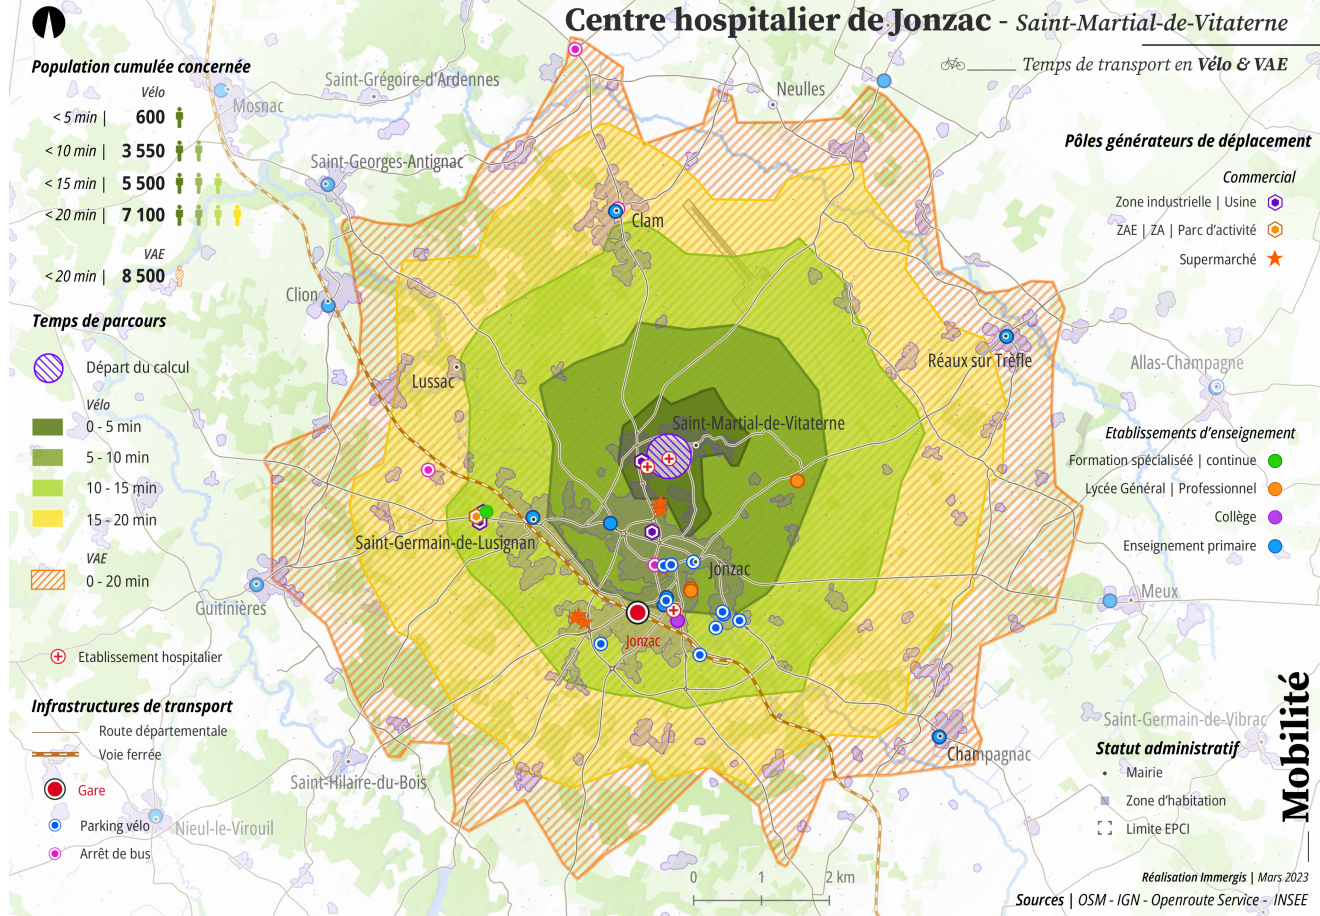 Centre hospitalier de Jonzac - Saint-Martial-de-Vitaterne
Temps de transport en Vélo & VAE
Population cumulée concernée
Vélo
< 5 min | 600
< 10 min | 3 550
< 15 min | 5 500
< 20 min | 7 100
VAE
< 20 min | 8 500
Temps de parcours
Départ du calcul
Vélo
0 - 5 min
5 - 10 min
10 - 15 min
15 - 20 min
VAE
0 - 20 min
Etablissement hospitalier
Infrastructures de transport
Route départementale
Voie ferrée
Gare
Parking vélo
Arrêt de bus
Saint-Grégoire-d'Ardennes
Mosnac
Neulles
Saint-Georges-Antignac
Clam
Clion
Lussac
Réaux sur Trèfle
Allas-Champagne
Saint-Martial-de-Vitaterne
Saint-Germain-de-Lusignan
Jonzac
Guitinières
Meux
Jonzac
Saint-Germain-de-Vibrac
Champagnac
Saint-Hilaire-du-Bois
Nieul-le-Virouil
Pôles générateurs de déplacement
Commercial
Zone industrielle | Usine
ZAE | ZA | Parc d'activité
Supermarché
Etablissements d'enseignement
Formation spécialiséé | continue
Lycée Général | Professionnel
Collège
Enseignement primaire
Statut administratif
Mairie
Zone d'habitation
Limite EPCI
Mobilité
0 1 2 km
Réalisation Immergis | Mars 2023
Sources | OSM - IGN - Openroute Service - INSEE